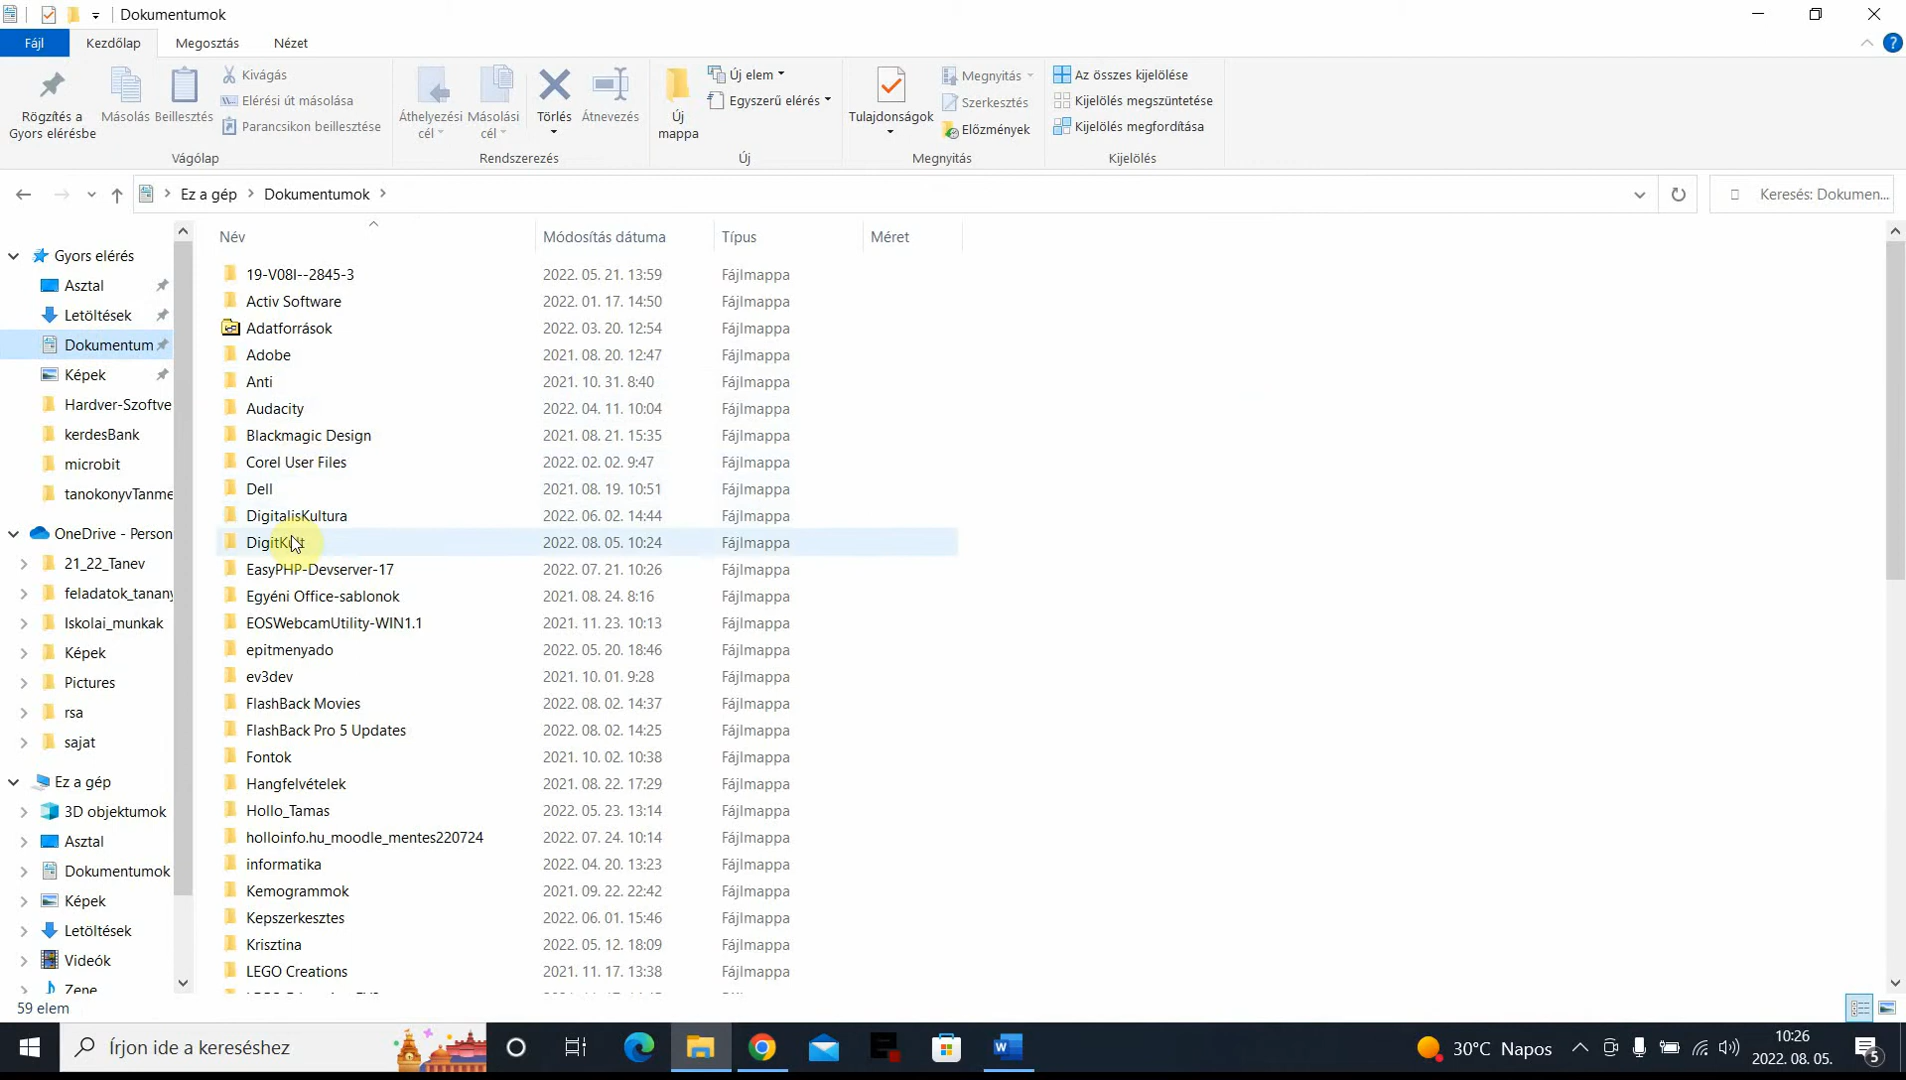 Dokumentumok
Fájl
Kezdőlap
Megosztás
Nézet
Rögzítés a
Gyors elérésbe
Másolás
Beillesztés
Kivágás
Elérési út másolása
Parancsikon beillesztése
Vágólap
Áthelyezési
cél
Másolási
cél
Törlés
Átnevezés
Rendszerezés
Új
mappa
Új elem
Egyszerű elérés
Új
Tulajdonságok
Megnyitás
Szerkesztés
Előzmények
Megnyitás
Az összes kijelölése
Kijelölés megszüntetése
Kijelölés megfordítása
Kijelölés
Ez a gép
Dokumentumok
Keresés: Dokumen...
Gyors elérés
Asztal
Letöltések
Dokumentum
Képek
Hardver-Szoftve
kerdesBank
microbit
tanokonyvTanme
OneDrive - Person
21_22_Tanev
feladatok_tanany
Iskolai_munkak
Képek
Pictures
rsa
sajat
Ez a gép
3D objektumok
Asztal
Dokumentumok
Képek
Letöltések
Videók
Zene
Név Módosítás dátuma Típus Méret
19-V08I--2845-3 2022. 05. 21. 13:59 Fájlmappa
Activ Software 2022. 01. 17. 14:50 Fájlmappa
Adatforrások 2022. 03. 20. 12:54 Fájlmappa
Adobe 2021. 08. 20. 12:47 Fájlmappa
Anti 2021. 10. 31. 8:40 Fájlmappa
Audacity 2022. 04. 11. 10:04 Fájlmappa
Blackmagic Design 2021. 08. 21. 15:35 Fájlmappa
Corel User Files 2022. 02. 02. 9:47 Fájlmappa
Dell 2021. 08. 19. 10:51 Fájlmappa
DigitalisKultura 2022. 06. 02. 14:44 Fájlmappa
DigitKult 2022. 08. 05. 10:24 Fájlmappa
EasyPHP-Devserver-17 2022. 07. 21. 10:26 Fájlmappa
Egyéni Office-sablonok 2021. 08. 24. 8:16 Fájlmappa
EOSWebcamUtility-WIN1.1 2021. 11. 23. 10:13 Fájlmappa
epitmenyado 2022. 05. 20. 18:46 Fájlmappa
ev3dev 2021. 10. 01. 9:28 Fájlmappa
FlashBack Movies 2022. 08. 02. 14:37 Fájlmappa
FlashBack Pro 5 Updates 2022. 08. 02. 14:25 Fájlmappa
Fontok 2021. 10. 02. 10:38 Fájlmappa
Hangfelvételek 2021. 08. 22. 17:29 Fájlmappa
Hollo_Tamas 2022. 05. 23. 13:14 Fájlmappa
holloinfo.hu_moodle_mentes220724 2022. 07. 24. 10:14 Fájlmappa
informatika 2022. 04. 20. 13:23 Fájlmappa
Kemogrammok 2021. 09. 22. 22:42 Fájlmappa
Kepszerkesztes 2022. 06. 01. 15:46 Fájlmappa
Krisztina 2022. 05. 12. 18:09 Fájlmappa
LEGO Creations 2021. 11. 17. 13:38 Fájlmappa
59 elem
Írjon ide a kereséshez
30°C Napos
10:26
2022. 08. 05.
5